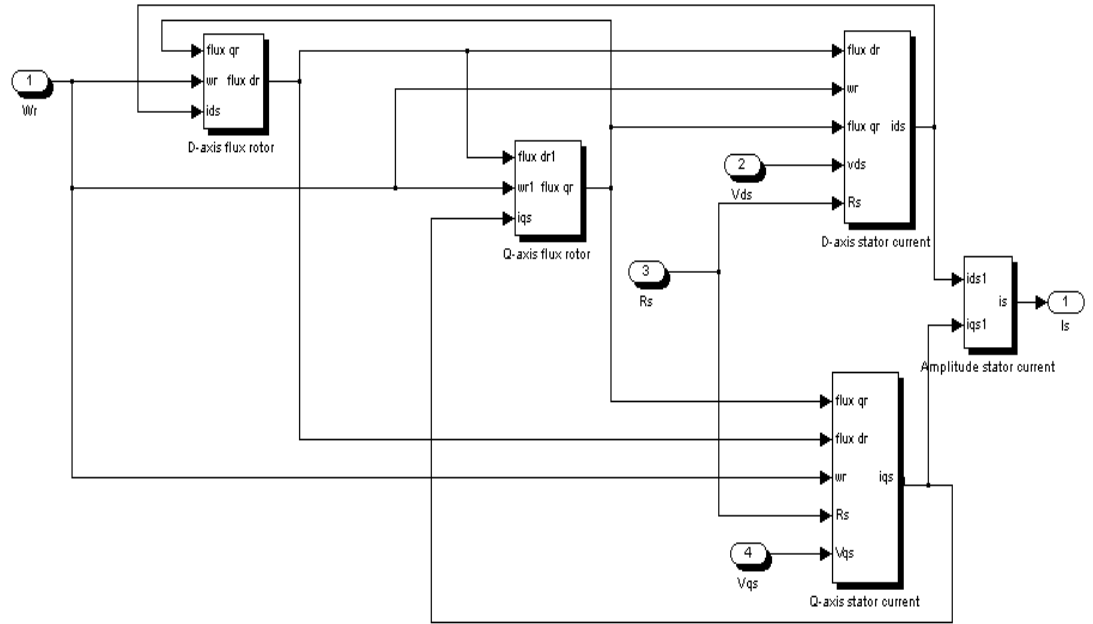 flux qr
wr flux dr
ids
D-axis flux rotor
1
Wr
flux dr1
wr1 flux qr
iqs
Q-axis flux rotor
flux dr
wr
flux qr ids
vds
Rs
D-axis stator current
2
Vds
3
Rs
ids1
is
iqs1
Amplitude stator current
1
Is
flux qr
flux dr
wr iqs
Rs
Vqs
Q-axis stator current
4
Vqs